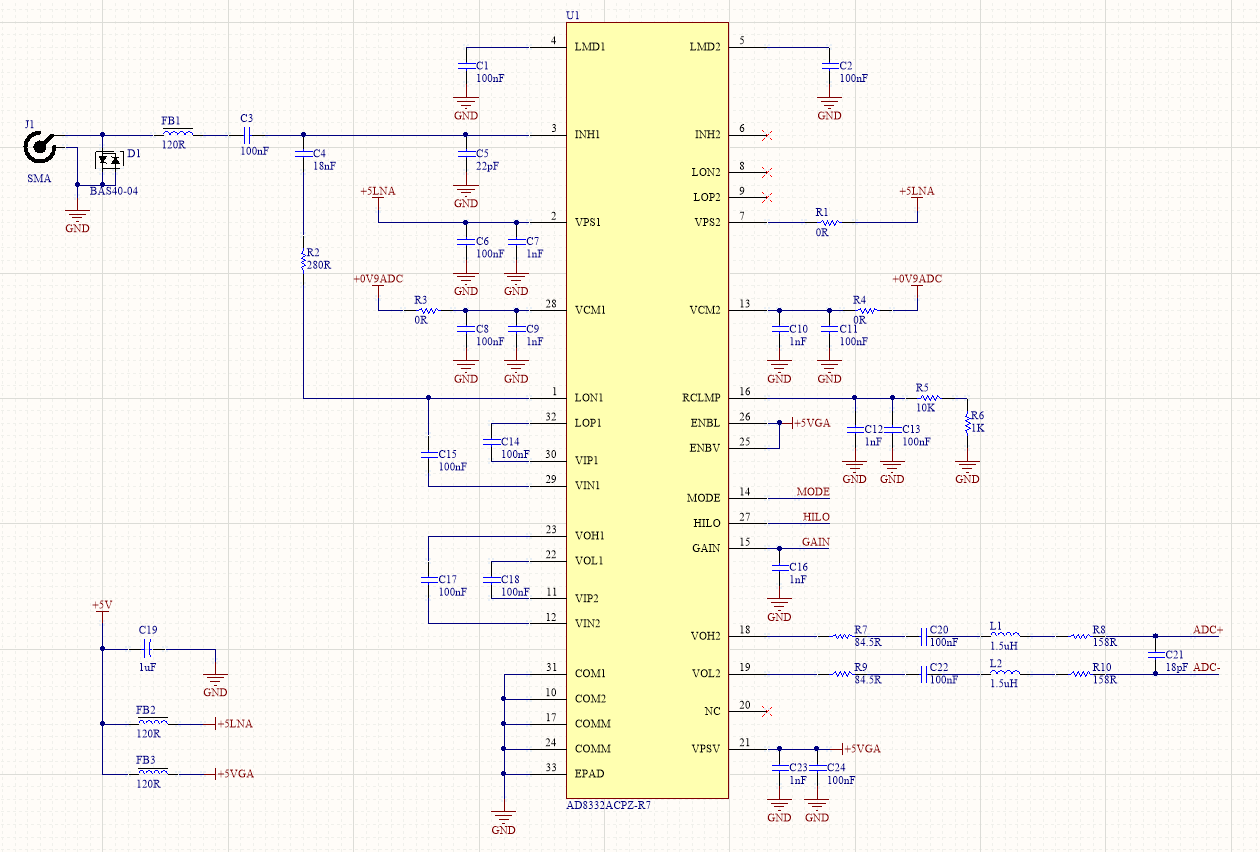 U1
4 LMD1
LMD2 5
C1
100nF
GND
C2
100nF
GND
J1
SMA
GND
D1
BAS40-04
FB1
120R
C3
100nF
C4
18nF
3 INH1
C5
22pF
GND
INH2 6
LON2 8
LOP2 9
+5LNA
2 VPS1
C6
100nF
GND
C7
1nF
GND
VPS2 7
R1
0R
+5LNA
R2
280R
+0V9ADC
R3
0R
28 VCM1
C8
100nF
GND
C9
1nF
GND
VCM2 13
C10
1nF
GND
C11
100nF
GND
R4
0R
+0V9ADC
1 LON1
32 LOP1
C14
100nF
30 VIP1
C15
100nF
29 VIN1
RCLMP 16
C12
1nF
GND
C13
100nF
GND
R5
10K
R6
1K
GND
ENBL 26
+5VGA
ENBV 25
MODE 14 MODE
HILO 27 HILO
GAIN 15 GAIN
C16
1nF
GND
23 VOH1
22 VOL1
C17
100nF
C18
100nF
11 VIP2
12 VIN2
VOH2 18
R7
84.5R
C20
100nF
L1
1.5uH
R8
158R
ADC+
C21
18pF
VOL2 19
R9
84.5R
C22
100nF
L2
1.5uH
R10
158R
ADC-
+5V
C19
1uF
GND
FB2
120R
+5LNA
FB3
120R
+5VGA
31 COM1
10 COM2
17 COMM
24 COMM
33 EPAD
GND
NC 20
VPSV 21
+5VGA
C23
1nF
GND
C24
100nF
GND
AD8332ACPZ-R7